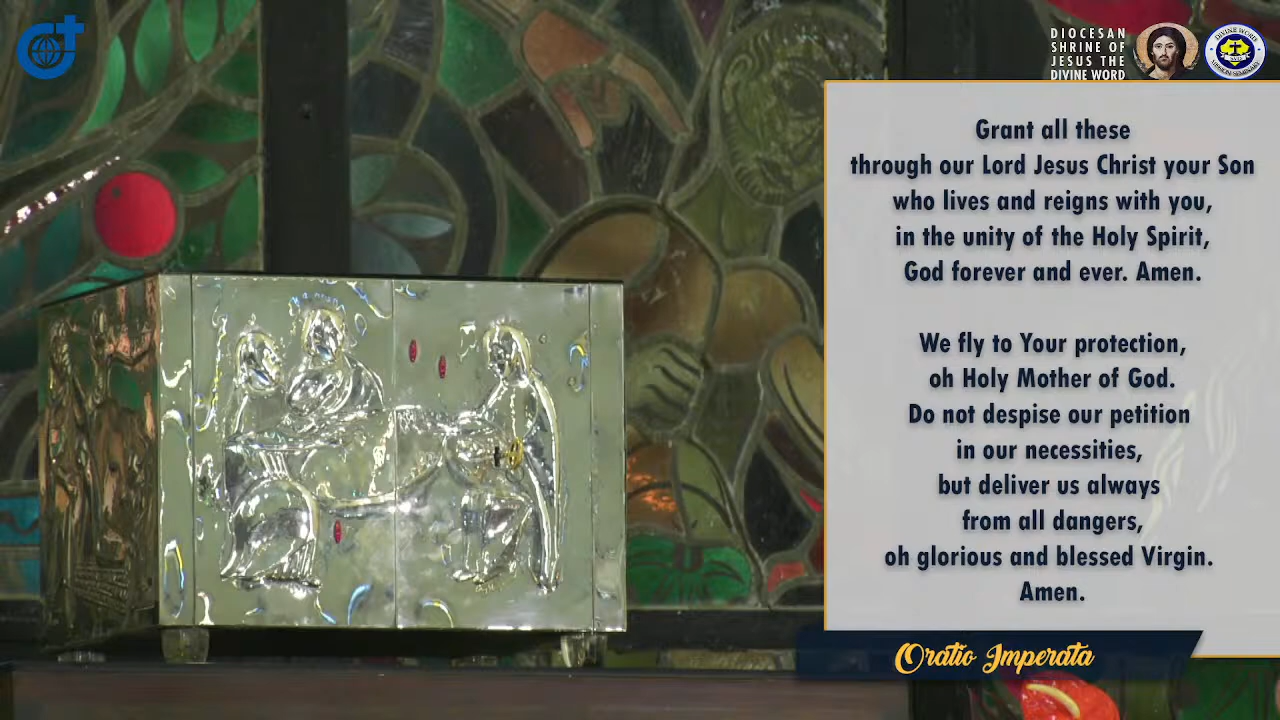 DIOCESAN
SHRINE OF
JESUS THE
DIVINE WORD
Grant all these
through our Lord Jesus Christ your Son
who lives and reigns with you,
in the unity of the Holy Spirit,
God forever and ever. Amen.
We fly to Your protection,
oh Holy Mother of God.
Do not despise our petition
in our necessities,
but deliver us always
from all dangers,
oh glorious and blessed Virgin.
Amen.
Oratio Imperata